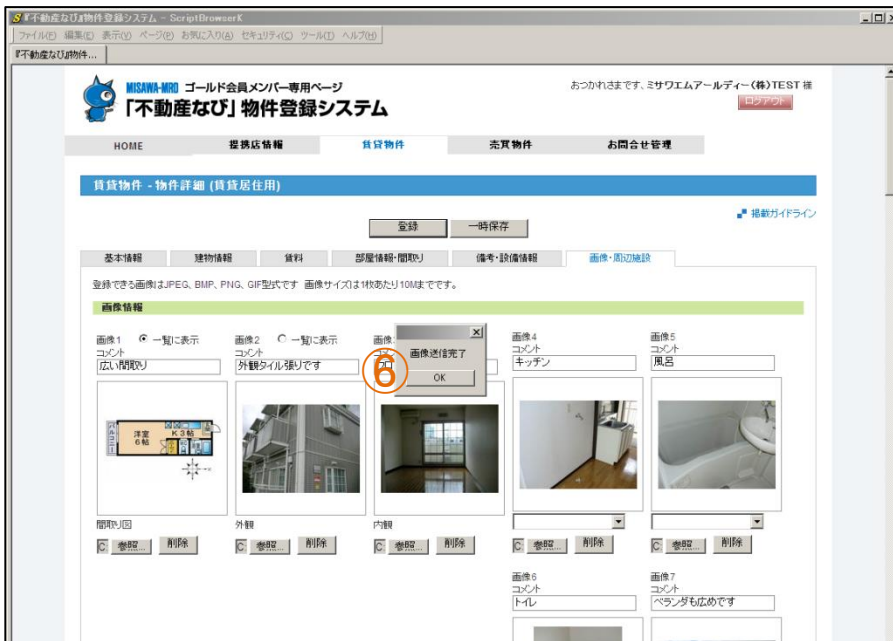 『不動産なび』物件登録システム - ScriptBrowserK
ファイル(F) 編集(E) 表示(V) ページ(P) お気に入り(A) セキュリティ(C) ツール(T) ヘルプ(H)
『不動産なび』物件...
MISAWA-MRD ゴールド会員メンバー専用ページ
「不動産なび」物件登録システム
おつかれさまです、ミサワエムアールディー(株)TEST 様
ログアウト
HOME 提携店情報 賃貸物件 売買物件 お問合せ管理
賃貸物件 - 物件詳細 (賃貸居住用)
掲載ガイドライン
登録 一時保存
基本情報 建物情報 賃料 部屋情報・間取り 備考・設備情報 画像・周辺施設
登録できる画像はJPEG、BMP、PNG、GIF型式です 画像サイズは1枚あたり10Mまでです。
画像情報
画像1 一覧に表示 画像2 一覧に表示 画像 画像4 画像5
コメント コメント コメント コメント
広い間取り 外観タイル張りです キッチン 風呂
画像送信完了
OK
⑥
バルコニー 洋室 6帖 K3帖
間取り図 外観 内観
C 参照... 削除 C 参照... 削除 C 参照... 削除 C 参照... 削除 C 参照... 削除
画像6 画像7
コメント コメント
トイレ ベランダも広めです